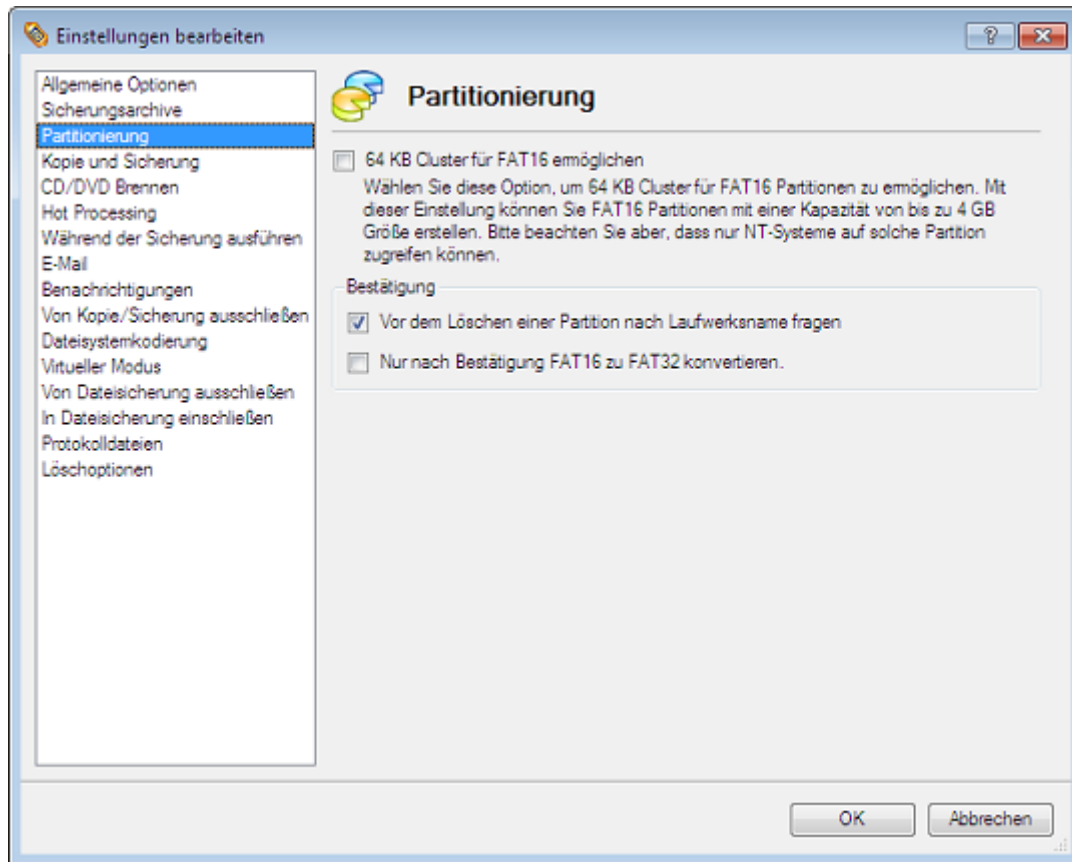 Einstellungen bearbeiten
Allgemeine Optionen
Sicherungsarchive
Partitionierung
Kopie und Sicherung
CD/DVD Brennen
Hot Processing
Während der Sicherung ausführen
E-Mail
Benachrichtigungen
Von Kopie/Sicherung ausschließen
Dateisystemkodierung
Virtueller Modus
Von Dateisicherung ausschließen
In Dateisicherung einschließen
Protokolldateien
Löschoptionen
Partitionierung
64 KB Cluster für FAT16 ermöglichen
Wählen Sie diese Option, um 64 KB Cluster für FAT16 Partitionen zu ermöglichen. Mit
dieser Einstellung können Sie FAT16 Partitionen mit einer Kapazität von bis zu 4 GB
Größe erstellen. Bitte beachten Sie aber, dass nur NT-Systeme auf solche Partition
zugreifen können.
Bestätigung
Vor dem Löschen einer Partition nach Laufwerksname fragen
Nur nach Bestätigung FAT16 zu FAT32 konvertieren.
OK
Abbrechen